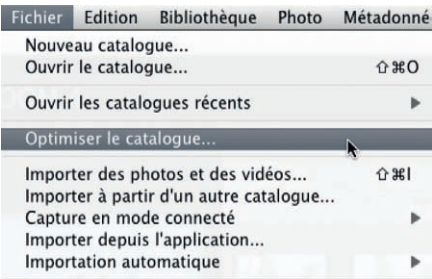 Fichier Edition Bibliothèque Photo Métadonné
Nouveau catalogue...
Ouvrir le catalogue... ⇧⌘O
Ouvrir les catalogues récents ▶
Optimiser le catalogue...
Importer des photos et des vidéos... ⇧⌘I
Importer à partir d'un autre catalogue...
Capture en mode connecté ▶
Importer depuis l'application...
Importation automatique ▶